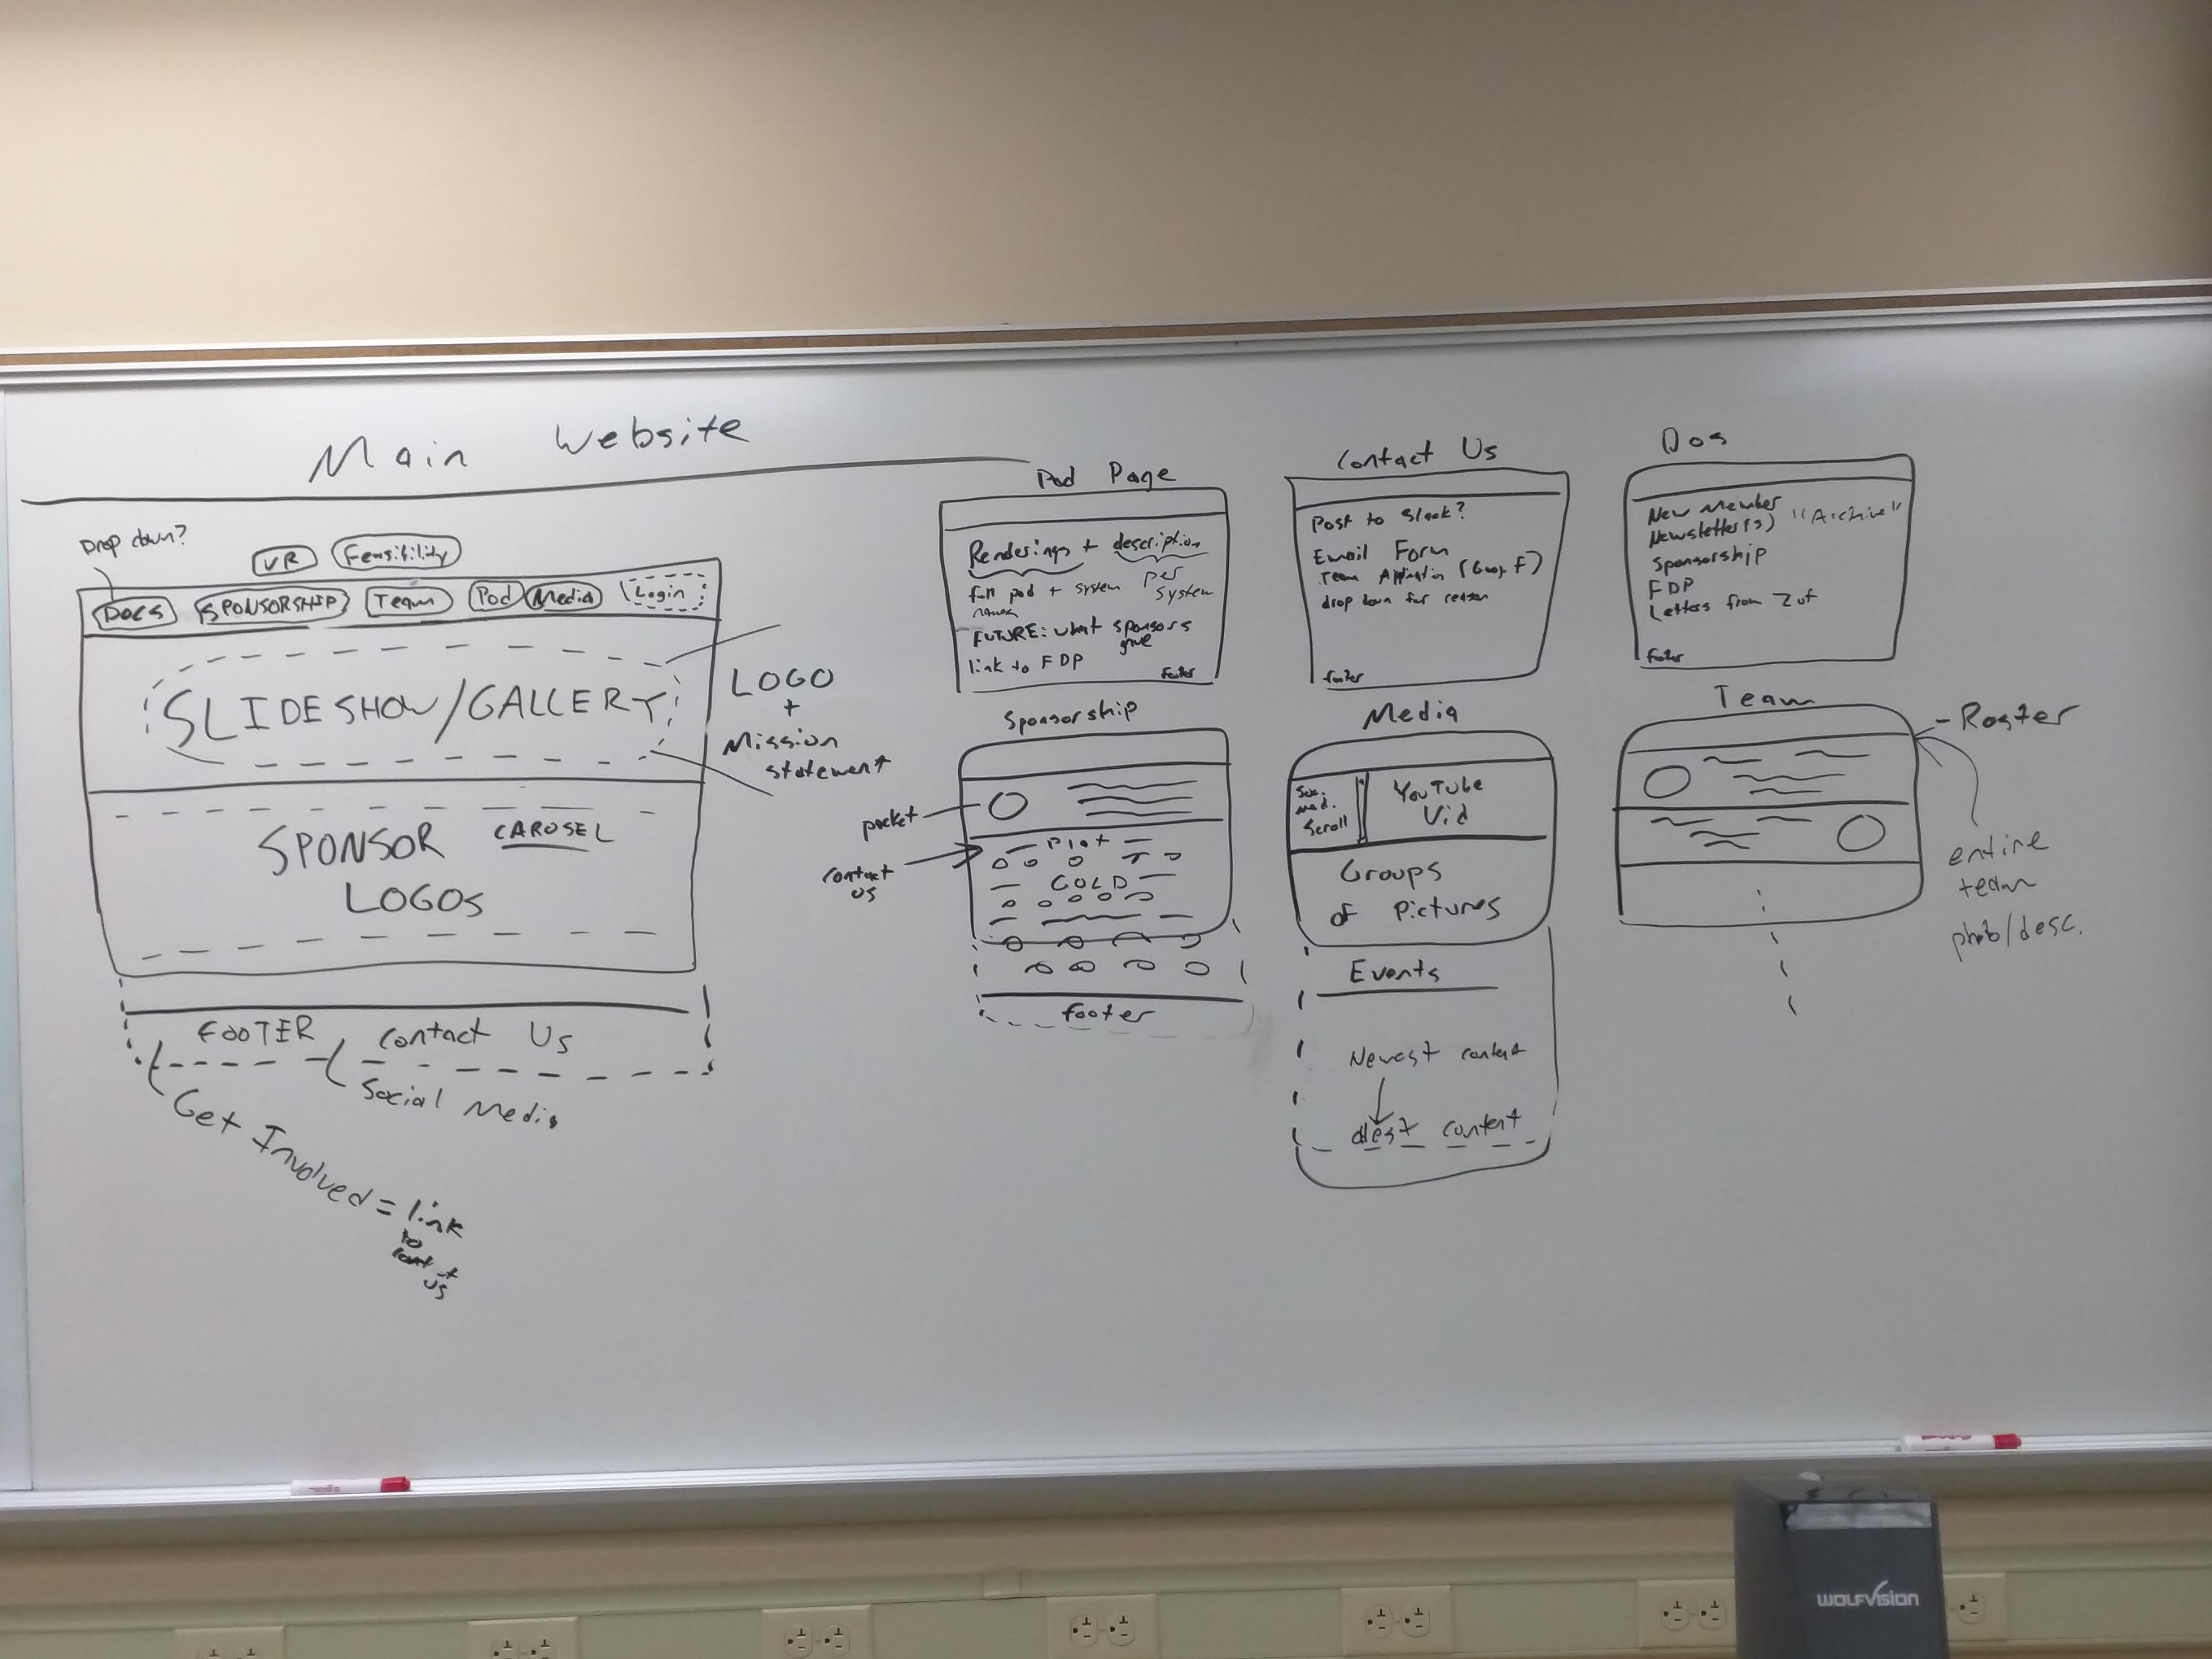 Main Website
Drop down?
VR
Feasibility
Docs
SPONSORSHIP
Team
Pod
Media
Login
SLIDESHOW/GALLERY
LOGO
+
Mission
statement
SPONSOR CAROSEL
LOGOS
FOOTER Contact Us
Social Media
Get Involved = link
to
contact
us
Pod Page
Renderings + description
full pod + system per
system
FUTURE: what sponsors
give
link to FDP
footer
Contact Us
Post to Slack?
Email Form
Team Application
drop down for reason
footer
Docs
New Member
Newsletter(s) "Archive"
Sponsorship
FDP
Letters from
footer
Sponsorship
packet
contact
us
Plat
GOLD
footer
Media
Soc.
med.
Scroll
YouTube
Vid
Groups
of Pictures
Events
Newest content
oldest content
Team
- Roster
entire
team
photo/desc.
WOLFVISION